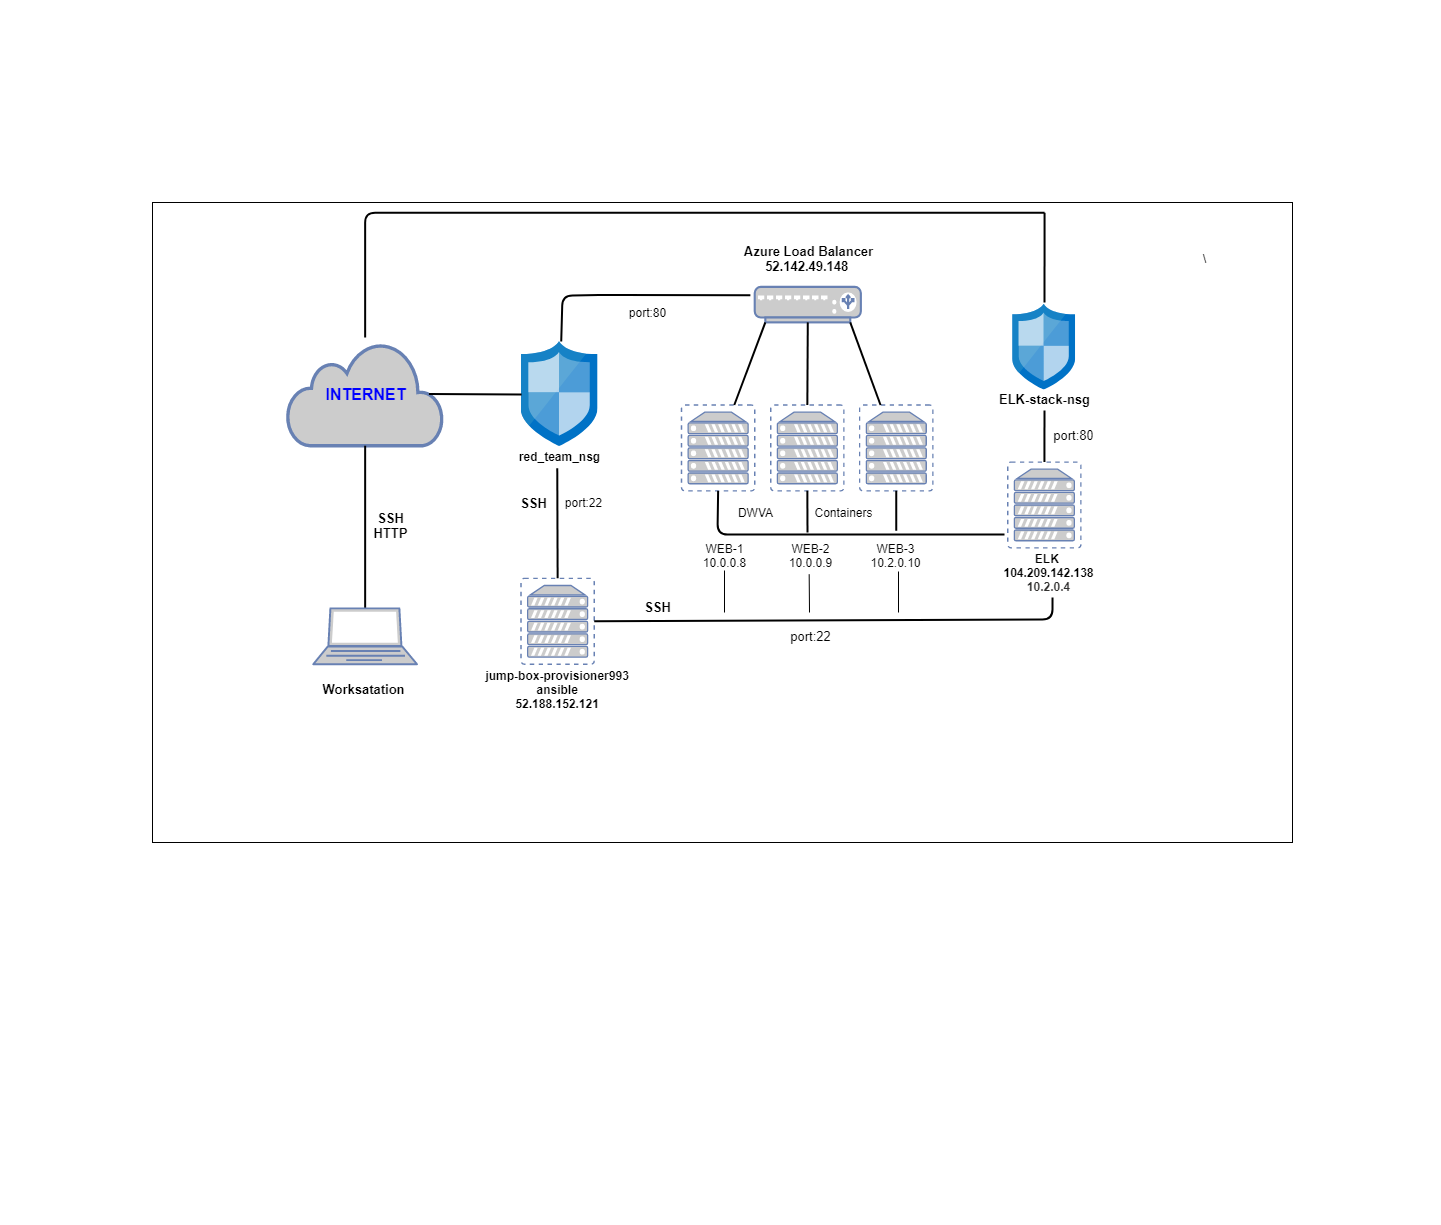 Azure Load Balancer
52.142.49.148
\
port:80
INTERNET
ELK-stack-nsg
port:80
red_team_nsg
SSH port:22
DWVA Containers
SSH
HTTP
WEB-1
10.0.0.8
WEB-2
10.0.0.9
WEB-3
10.2.0.10
ELK
104.209.142.138
10.2.0.4
SSH
port:22
Worksatation
jump-box-provisioner993
ansible
52.188.152.121